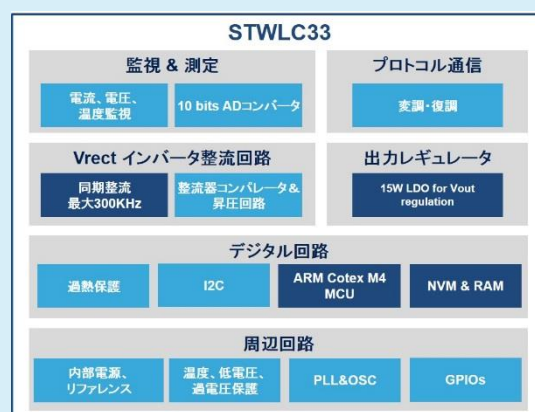 STWLC33
監視 & 測定
電流、電圧、
温度監視
10 bits ADコンバータ
プロトコル通信
変調・復調
Vrect インバータ整流回路
同期整流
最大300KHz
整流器コンパレータ&
昇圧回路
出力レギュレータ
15W LDO for Vout
regulation
デジタル回路
過熱保護
I2C
ARM Cotex M4
MCU
NVM & RAM
周辺回路
内部電源、
リファレンス
温度、低電圧、
過電圧保護
PLL&OSC
GPIOs